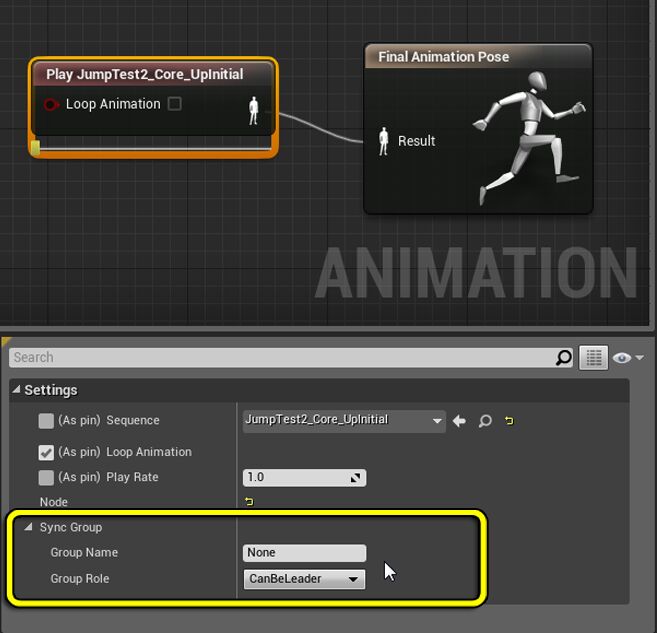 Play JumpTest2_Core_UpInitial
Loop Animation
Final Animation Pose
Result
ANIMATION
Search
Settings
(As pin) Sequence JumpTest2_Core_UpInitial
(As pin) Loop Animation
(As pin) Play Rate 1.0
Node
Sync Group
Group Name None
Group Role CanBeLeader